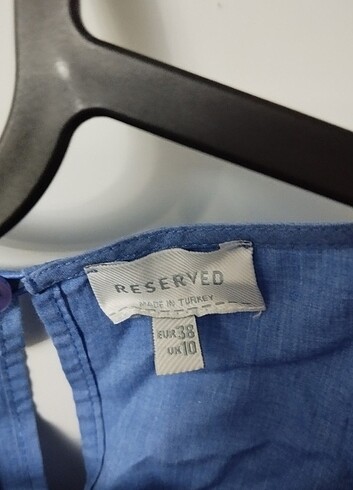 RESERVED
MADE IN TURKEY
EUR 38
UK 10